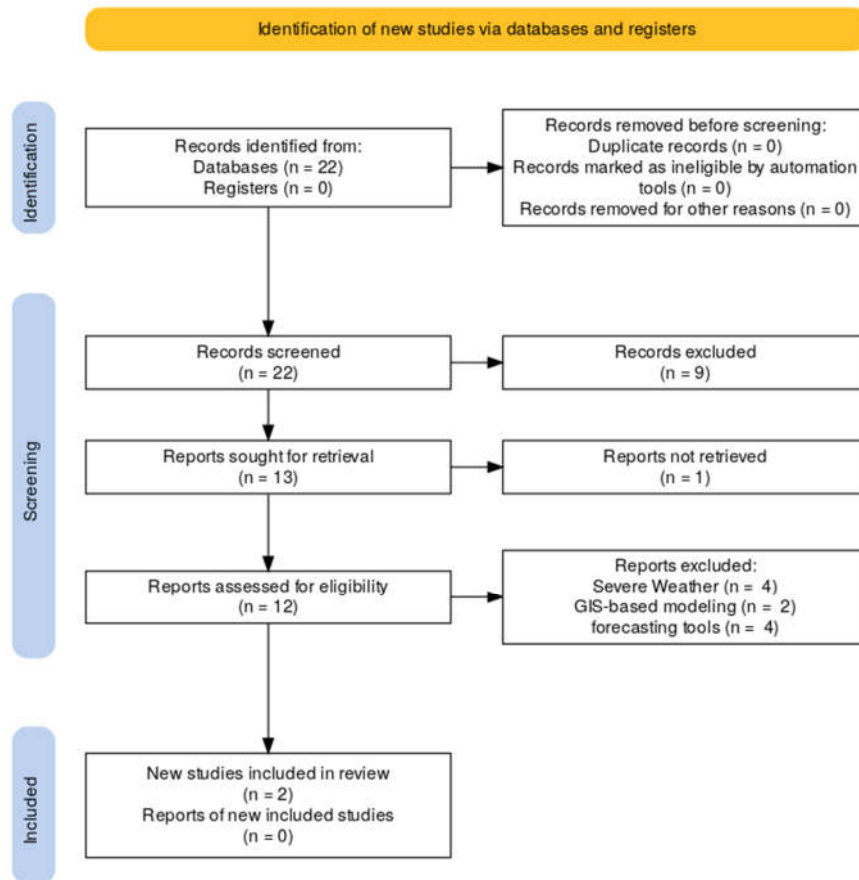 Identification of new studies via databases and registers
Identification
Records identified from:
Databases (n = 22)
Registers (n = 0)
Records removed before screening:
Duplicate records (n = 0)
Records marked as ineligible by automation
tools (n = 0)
Records removed for other reasons (n = 0)
Screening
Records screened
(n = 22)
Records excluded
(n = 9)
Reports sought for retrieval
(n = 13)
Reports not retrieved
(n = 1)
Reports assessed for eligibility
(n = 12)
Reports excluded:
Severe Weather (n = 4)
GIS-based modeling (n = 2)
forecasting tools (n = 4)
Included
New studies included in review
(n = 2)
Reports of new included studies
(n = 0)